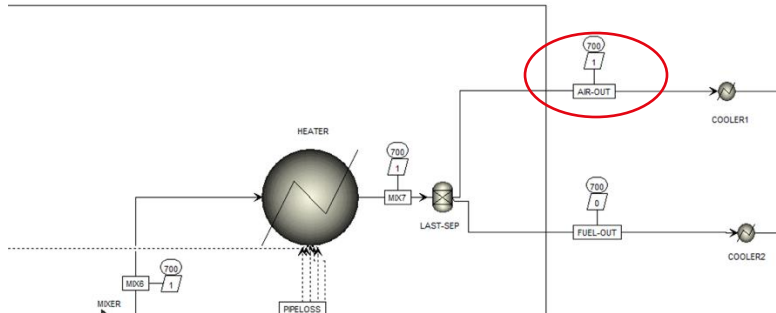 700
1
AIR-OUT
COOLER1
HEATER
700
1
MIX7
LAST-SEP
700
0
FUEL-OUT
COOLER2
700
MIX6
1
MIXER
PIPELOSS